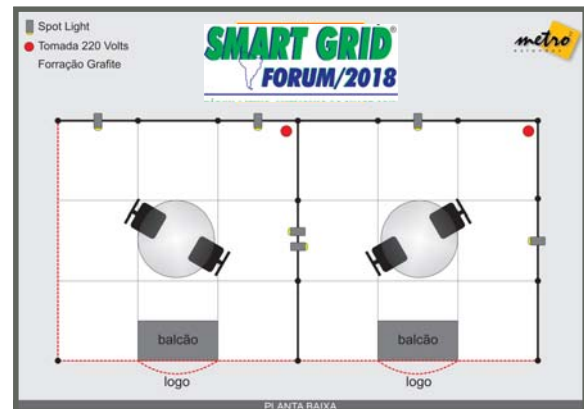 Spot Light
Tomada 220 Volts
Forração Grafite
SMART GRID
FORUM/2018
metro
balcão
balcão
logo
logo
PLANTA BAIXA